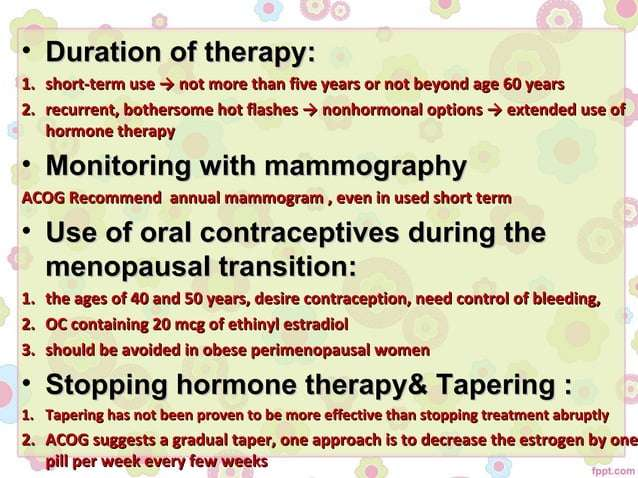 • Duration of therapy:
1. short-term use → not more than five years or not beyond age 60 years
2. recurrent, bothersome hot flashes → nonhormonal options → extended use of
hormone therapy
• Monitoring with mammography
ACOG Recommend annual mammogram , even in used short term
• Use of oral contraceptives during the
menopausal transition:
1. the ages of 40 and 50 years, desire contraception, need control of bleeding,
2. OC containing 20 mcg of ethinyl estradiol
3. should be avoided in obese perimenopausal women
• Stopping hormone therapy& Tapering :
1. Tapering has not been proven to be more effective than stopping treatment abruptly
2. ACOG suggests a gradual taper, one approach is to decrease the estrogen by one
pill per week every few weeks
fppt.com